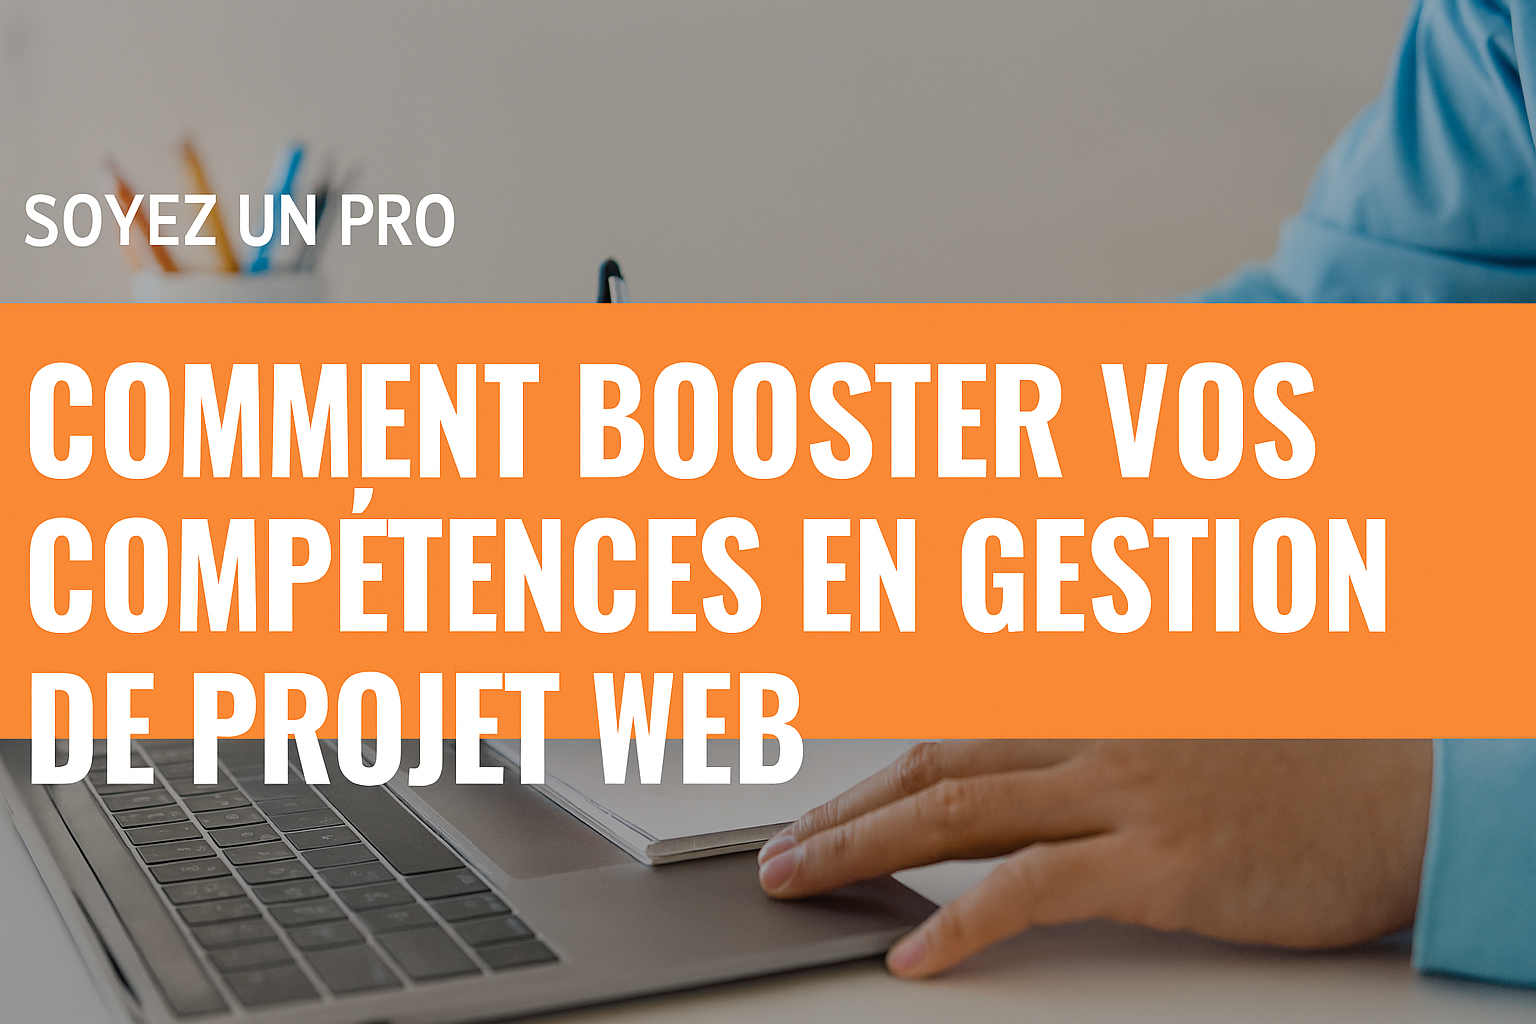 SOYEZ UN PRO
COMMENT BOOSTER VOS
COMPÉTENCES EN GESTION
DE PROJET WEB